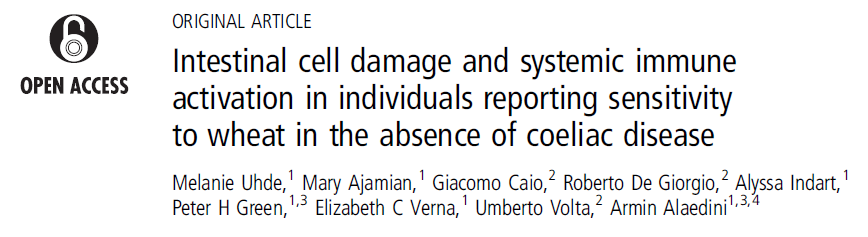 ORIGINAL ARTICLE
OPEN ACCESS
Intestinal cell damage and systemic immune
activation in individuals reporting sensitivity
to wheat in the absence of coeliac disease
Melanie Uhde,1 Mary Ajamian,1 Giacomo Caio,2 Roberto De Giorgio,2 Alyssa Indart,1
Peter H Green,1,3 Elizabeth C Verna,1 Umberto Volta,2 Armin Alaedini1,3,4